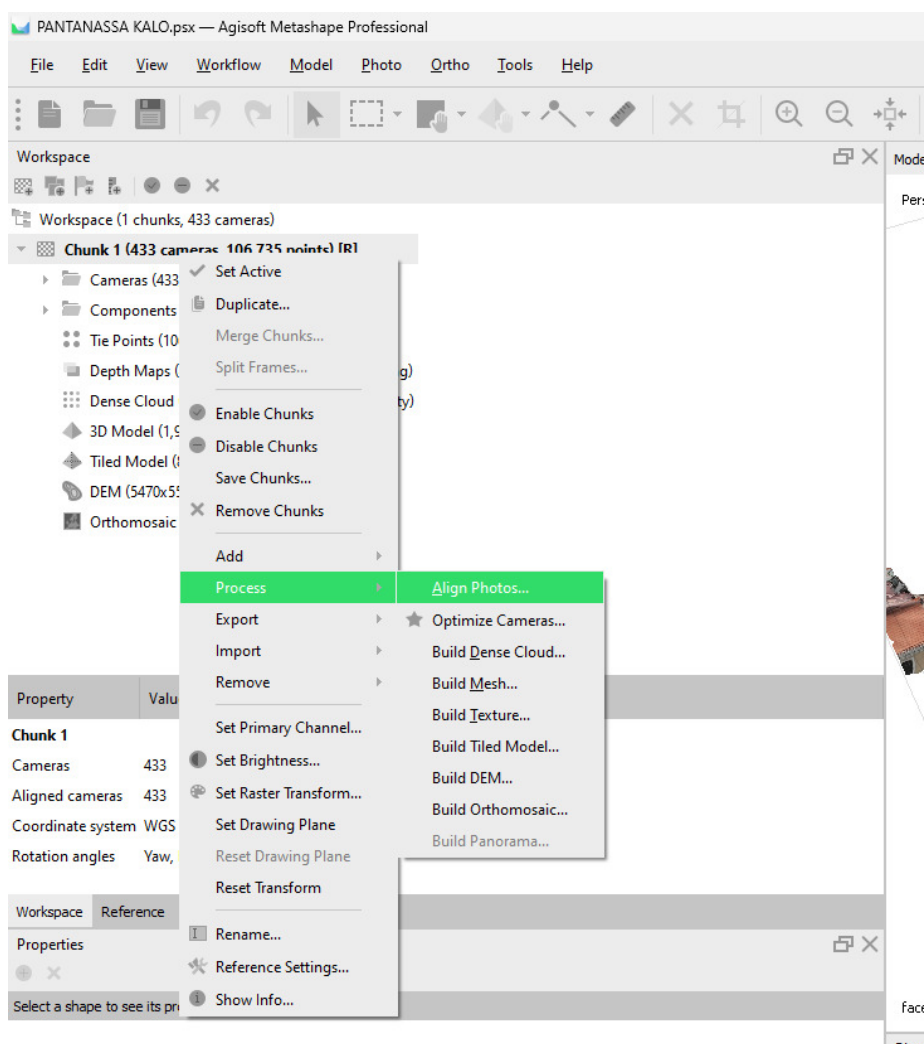 PANTANASSA KALO.psx — Agisoft Metashape Professional
File Edit View Workflow Model Photo Ortho Tools Help
Workspace
Mode
Pers
Workspace (1 chunks, 433 cameras)
Chunk 1 (433 cameras, 106,735 points) [R]
Cameras (433
Components
Tie Points (10
Depth Maps ( g)
Dense Cloud ty)
3D Model (1,9
Tiled Model (
DEM (5470x55
Orthomosaic
Set Active
Duplicate...
Merge Chunks...
Split Frames...
Enable Chunks
Disable Chunks
Save Chunks...
Remove Chunks
Add
Process
Export
Import
Remove
Set Primary Channel...
Set Brightness...
Set Raster Transform...
Set Drawing Plane
Reset Drawing Plane
Reset Transform
Rename...
Reference Settings...
Show Info...
Align Photos...
Optimize Cameras...
Build Dense Cloud...
Build Mesh...
Build Texture...
Build Tiled Model...
Build DEM...
Build Orthomosaic...
Build Panorama...
Property Valu
Chunk 1
Cameras 433
Aligned cameras 433
Coordinate system WGS
Rotation angles Yaw,
Workspace Reference
Properties
Select a shape to see its pr
face